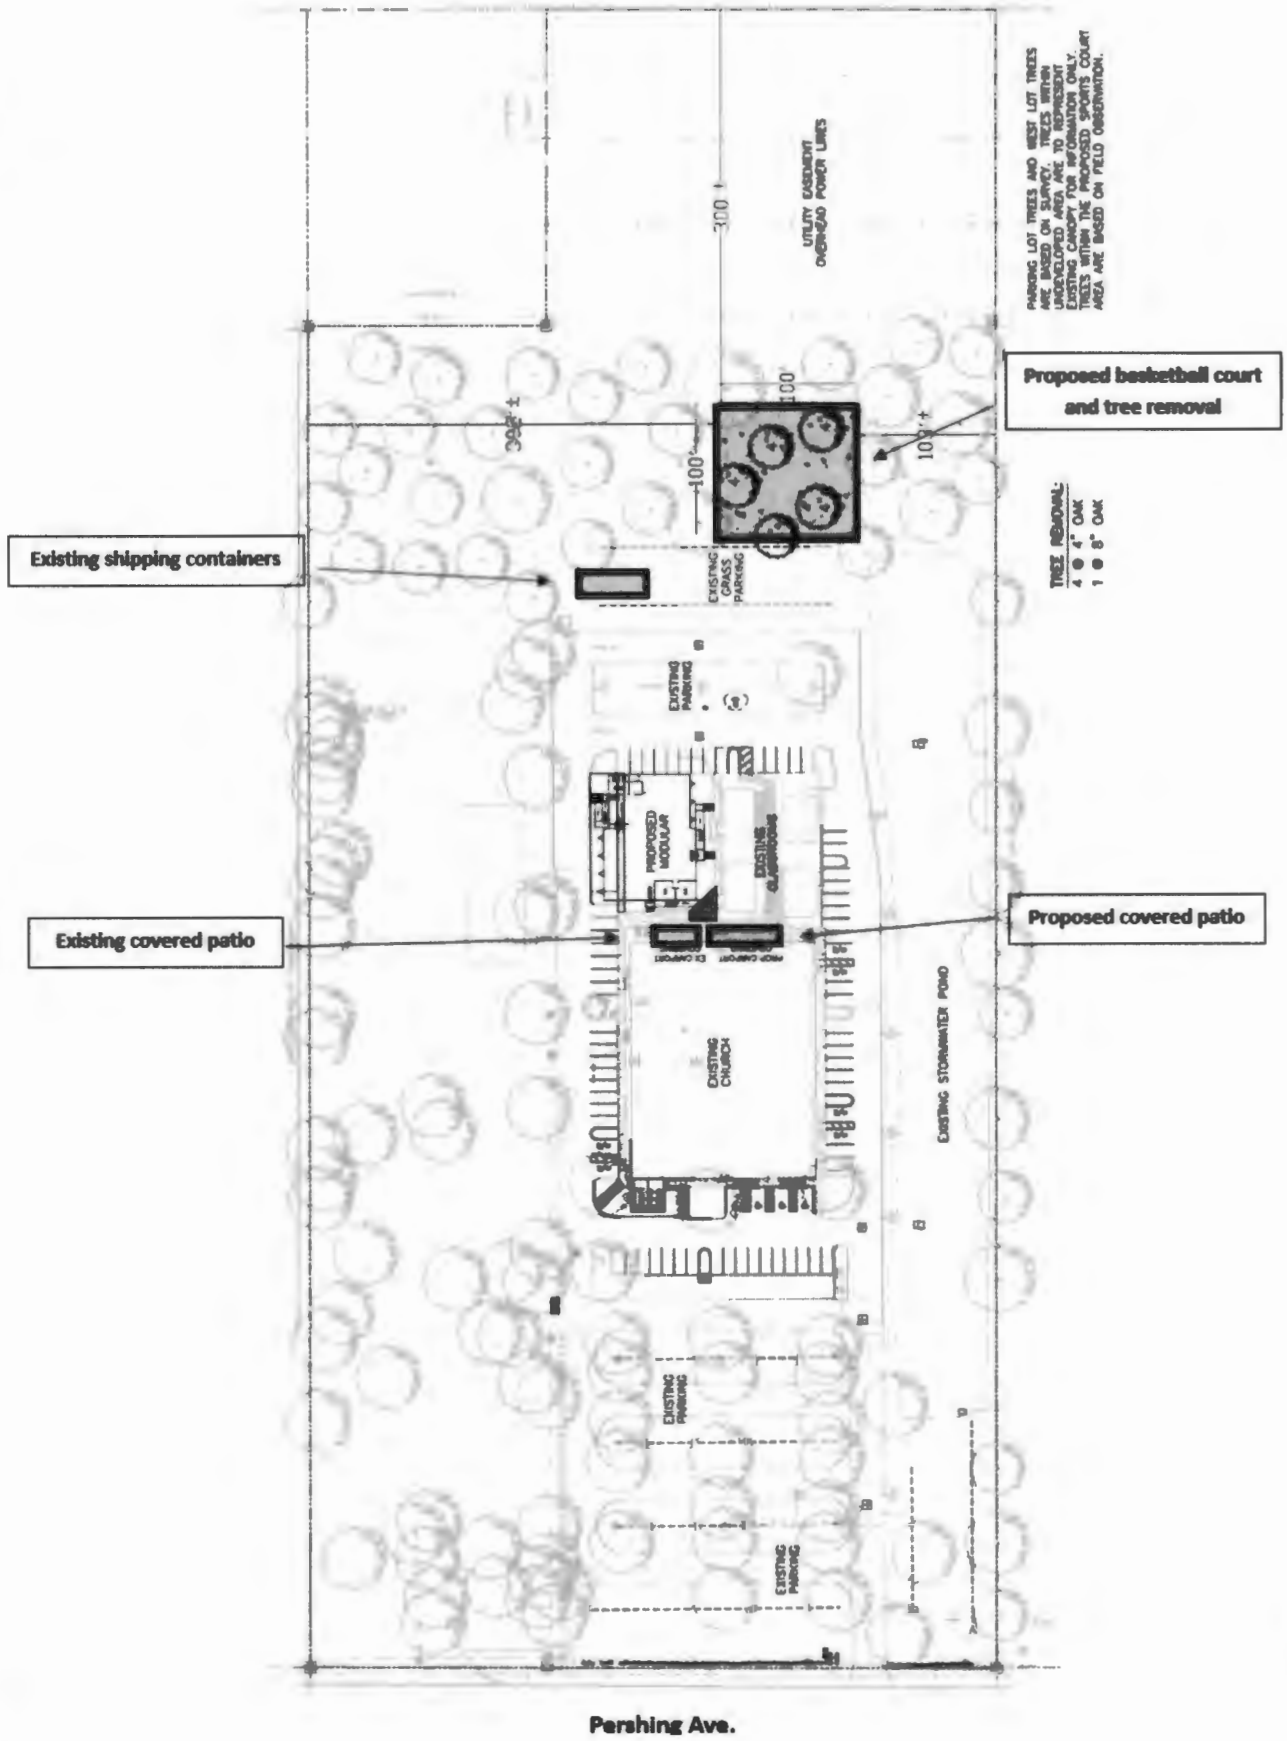 UTILITY EASEMENT
OVERHEAD POWER LINES
300'±
PARKING LOT TREES AND WEST LOT TREES
ARE BASED ON SURVEY. TREES WITHIN
UNDEVELOPED AREA ARE TO REPRESENT
EXISTING CANOPY FOR INFORMATION ONLY.
TREES WITHIN THE PROPOSED SPORTS COURT
AREA ARE BASED ON FIELD OBSERVATION.
Proposed basketball court
and tree removal
392'±
100'
100'
109'±
TREE REMOVAL:
4 @ 4" OAK
1 @ 8" OAK
Existing shipping containers
EXISTING
GRASS
PARKING
EXISTING
PARKING
PROPOSED
MODULAR
EXISTING
CLASSROOMS
Existing covered patio
Proposed covered patio
EX CARPORT
PROP CARPORT
EXISTING
CHURCH
EXISTING STORMWATER POND
EXISTING
PARKING
EXISTING
PARKING
Pershing Ave.